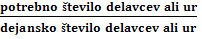 potrebno število delavcev ali ur
dejansko število delavcev ali ur